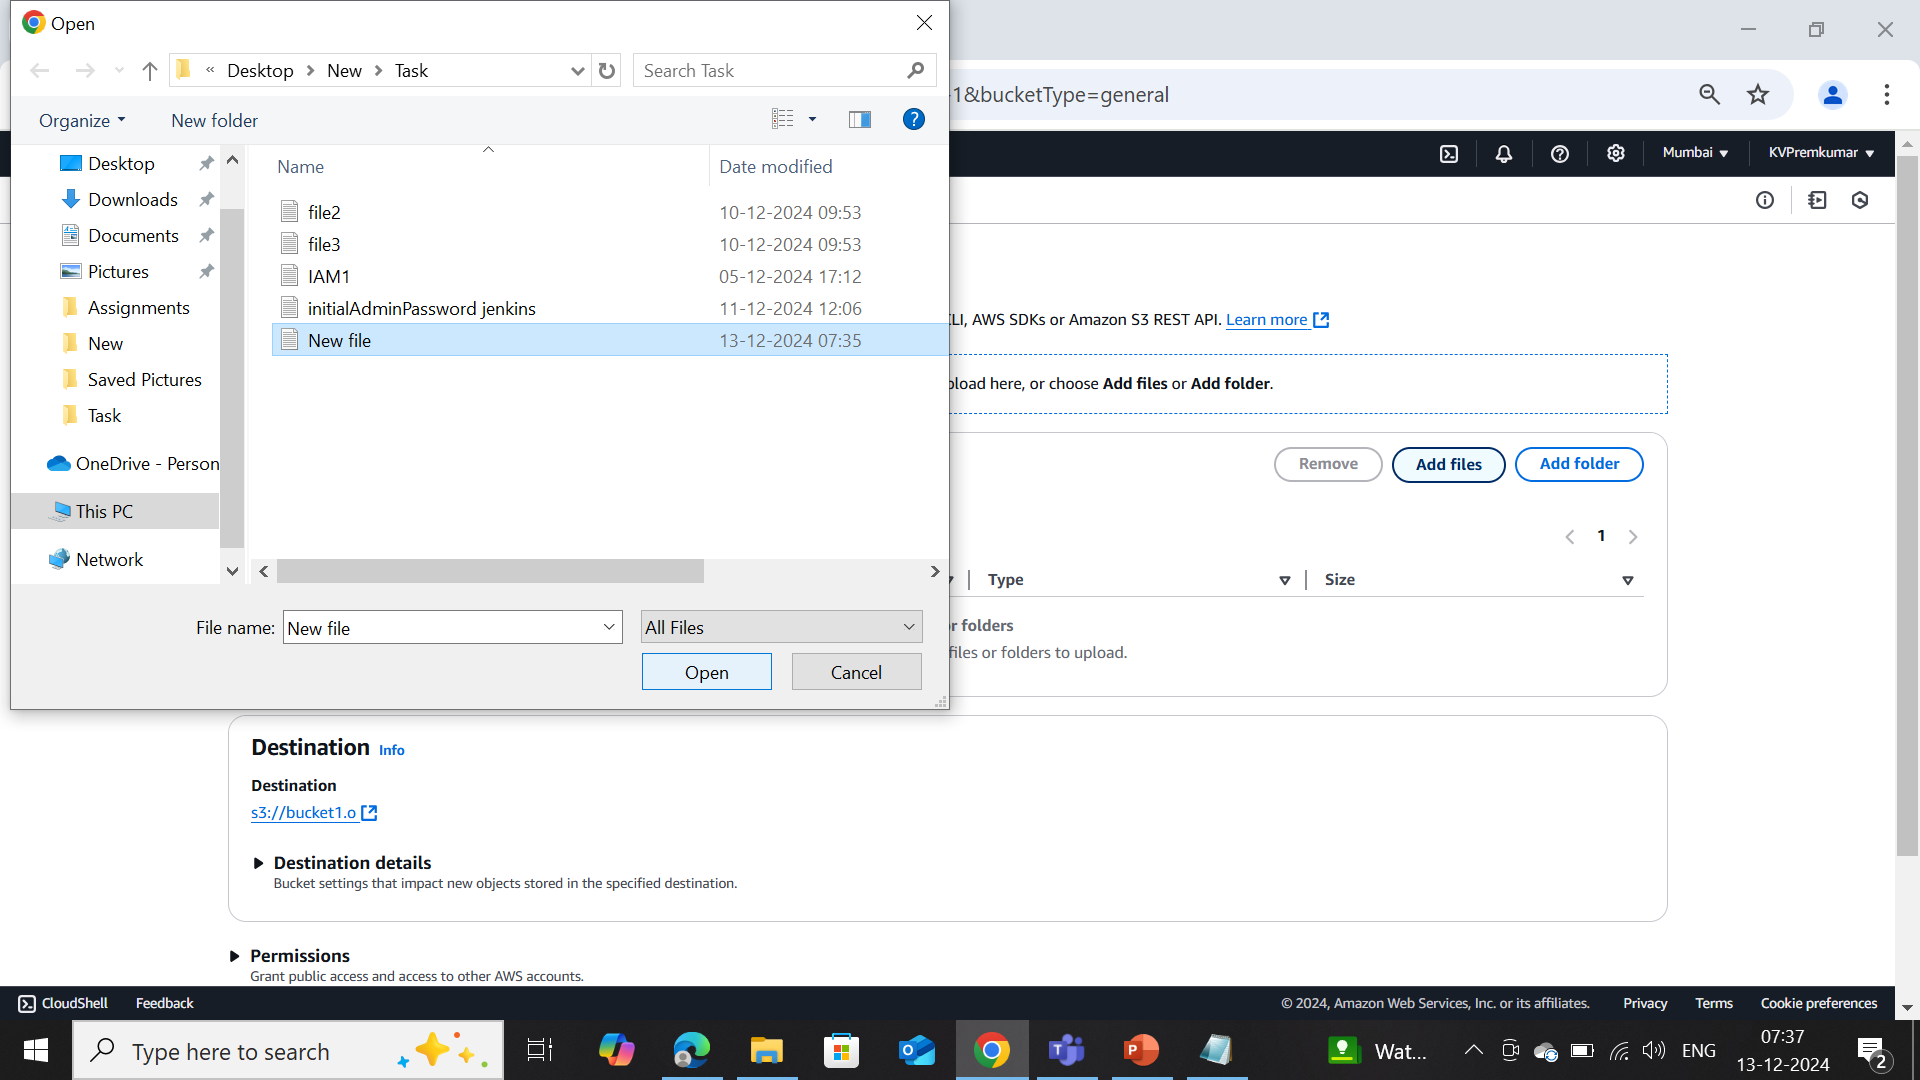 Open
« Desktop > New > Task
Search Task
1&bucketType=general
Organize
New folder
Mumbai
KVPremkumar
Desktop
Downloads
Documents
Pictures
Assignments
New
Saved Pictures
Task
OneDrive - Person
This PC
Network
Name Date modified
file2 10-12-2024 09:53
file3 10-12-2024 09:53
IAM1 05-12-2024 17:12
initialAdminPassword jenkins 11-12-2024 12:06
New file 13-12-2024 07:35
File name: New file
All Files
Open Cancel
LI, AWS SDKs or Amazon S3 REST API. Learn more
pload here, or choose Add files or Add folder.
Remove Add files Add folder
1
Type Size
r folders
files or folders to upload.
Destination Info
Destination
s3://bucket1.o
Destination details
Bucket settings that impact new objects stored in the specified destination.
Permissions
Grant public access and access to other AWS accounts.
CloudShell Feedback © 2024, Amazon Web Services, Inc. or its affiliates. Privacy Terms Cookie preferences
Type here to search
Wat...
ENG
07:37
13-12-2024
2